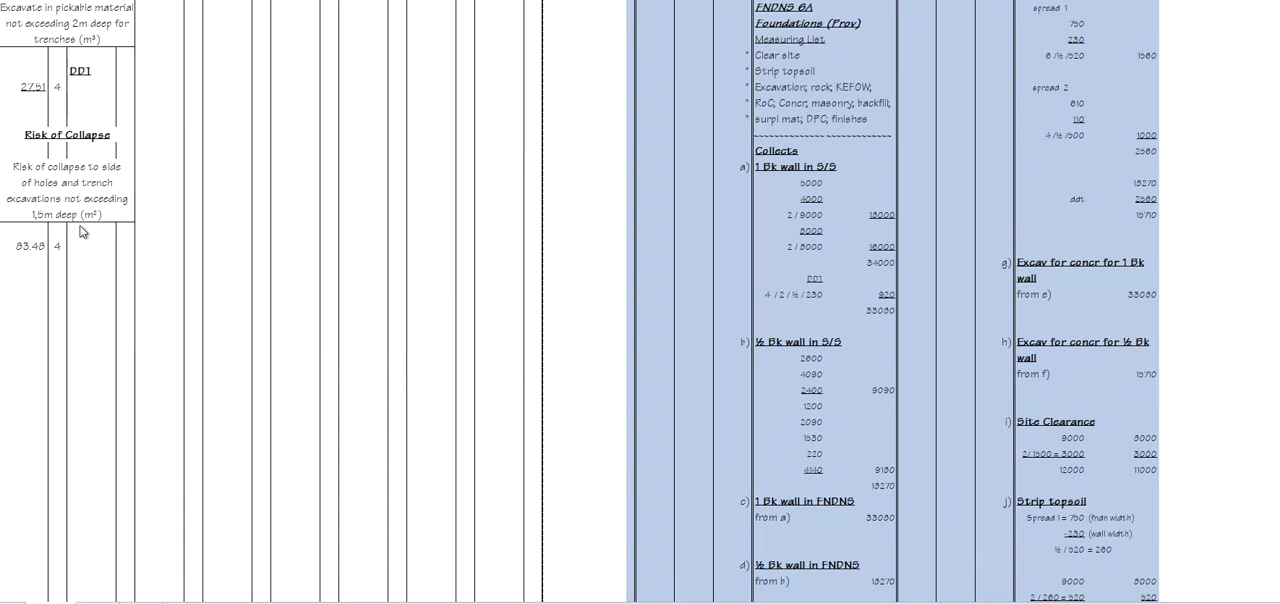 Excavate in pickable material
not exceeding 2m deep for
trenches (m³)
DDT
27.51 4
Risk of Collapse
Risk of collapse to side
of holes and trench
excavations not exceeding
1,5m deep (m²)
83.48 4
FNDNS 6A
Foundations (Prov)
Measuring List
* Clear site
* Strip topsoil
* Excavation; rock; KEFOW;
* RoC; Concr; masonry; backfill;
* surpl mat; DPC; finishes
~~~~~~~~~~~~~~~~~~~~~~~~~~
Collects
a) 1 Bk wall in S/S
5000
4000
2 / 9000 18000
8000
2 / 8000 16000
34000
DDT
4 / 2 / ½ / 230 920
33080
b) ½ Bk wall in S/S
2600
4090
2400 9090
1200
2090
1530
220
4140 9180
18270
c) 1 Bk wall in FNDNS
from a) 33080
d) ½ Bk wall in FNDNS
from b) 18270
spread 1
750
230
6 /½ /520 1560
spread 2
610
110
4 /½ /500 1000
2560
18270
ddt 2560
15710
g) Excav for concr for 1 Bk
wall
from e) 33080
h) Excav for concr for ½ Bk
wall
from f) 15710
i) Site Clearance
9000 8000
2/ 1500 = 3000 3000
12000 11000
j) Strip topsoil
Spread 1 = 750 (fndn width)
-230 (wall width)
½ / 520 = 260
9000 8000
2 / 260 = 520 520